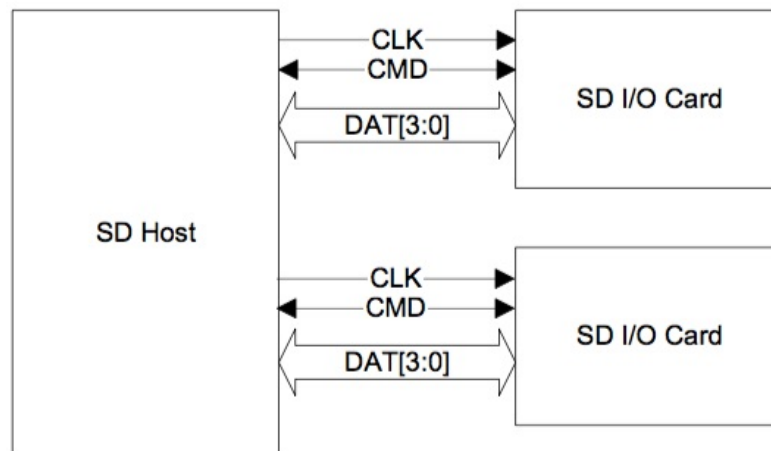 CLK
CMD
DAT[3:0]
SD I/O Card
SD Host
CLK
CMD
DAT[3:0]
SD I/O Card